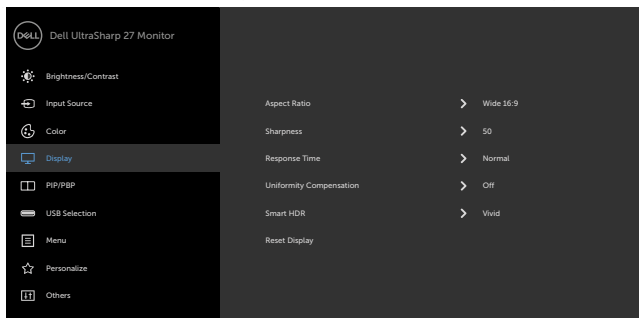 DELL Dell UltraSharp 27 Monitor
Brightness/Contrast
Input Source
Aspect Ratio Wide 16:9
Color
Sharpness 50
Display
Response Time Normal
PIP/PBP
Uniformity Compensation Off
USB Selection
Smart HDR Vivid
Menu
Reset Display
Personalize
Others